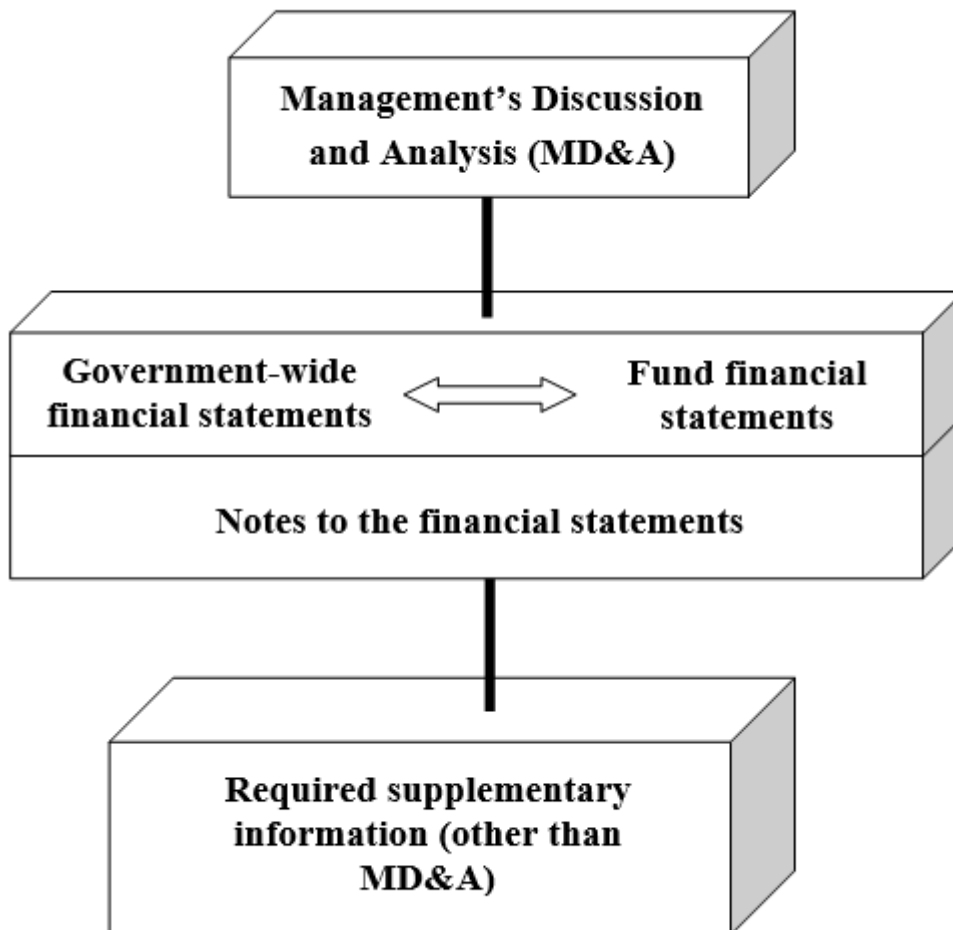 Management’s Discussion
and Analysis (MD&A)
Government-wide
financial statements
Fund financial
statements
Notes to the financial statements
Required supplementary
information (other than
MD&A)